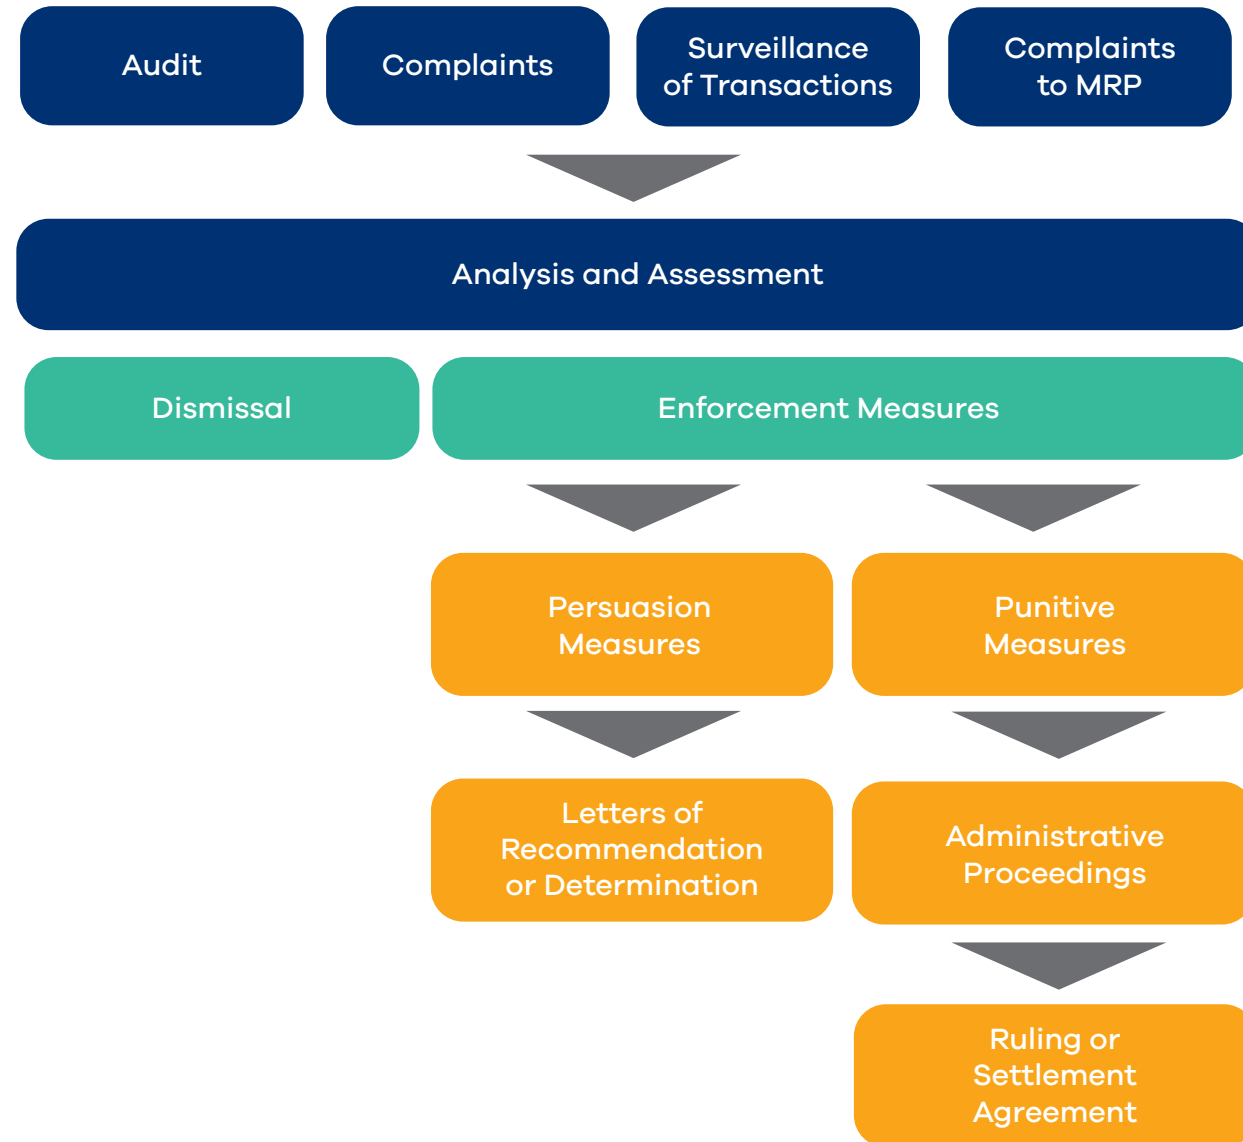 Audit
Complaints
Surveillance
of Transactions
Complaints
to MRP
Analysis and Assessment
Dismissal
Enforcement Measures
Persuasion
Measures
Punitive
Measures
Letters of
Recommendation
or Determination
Administrative
Proceedings
Ruling or
Settlement
Agreement